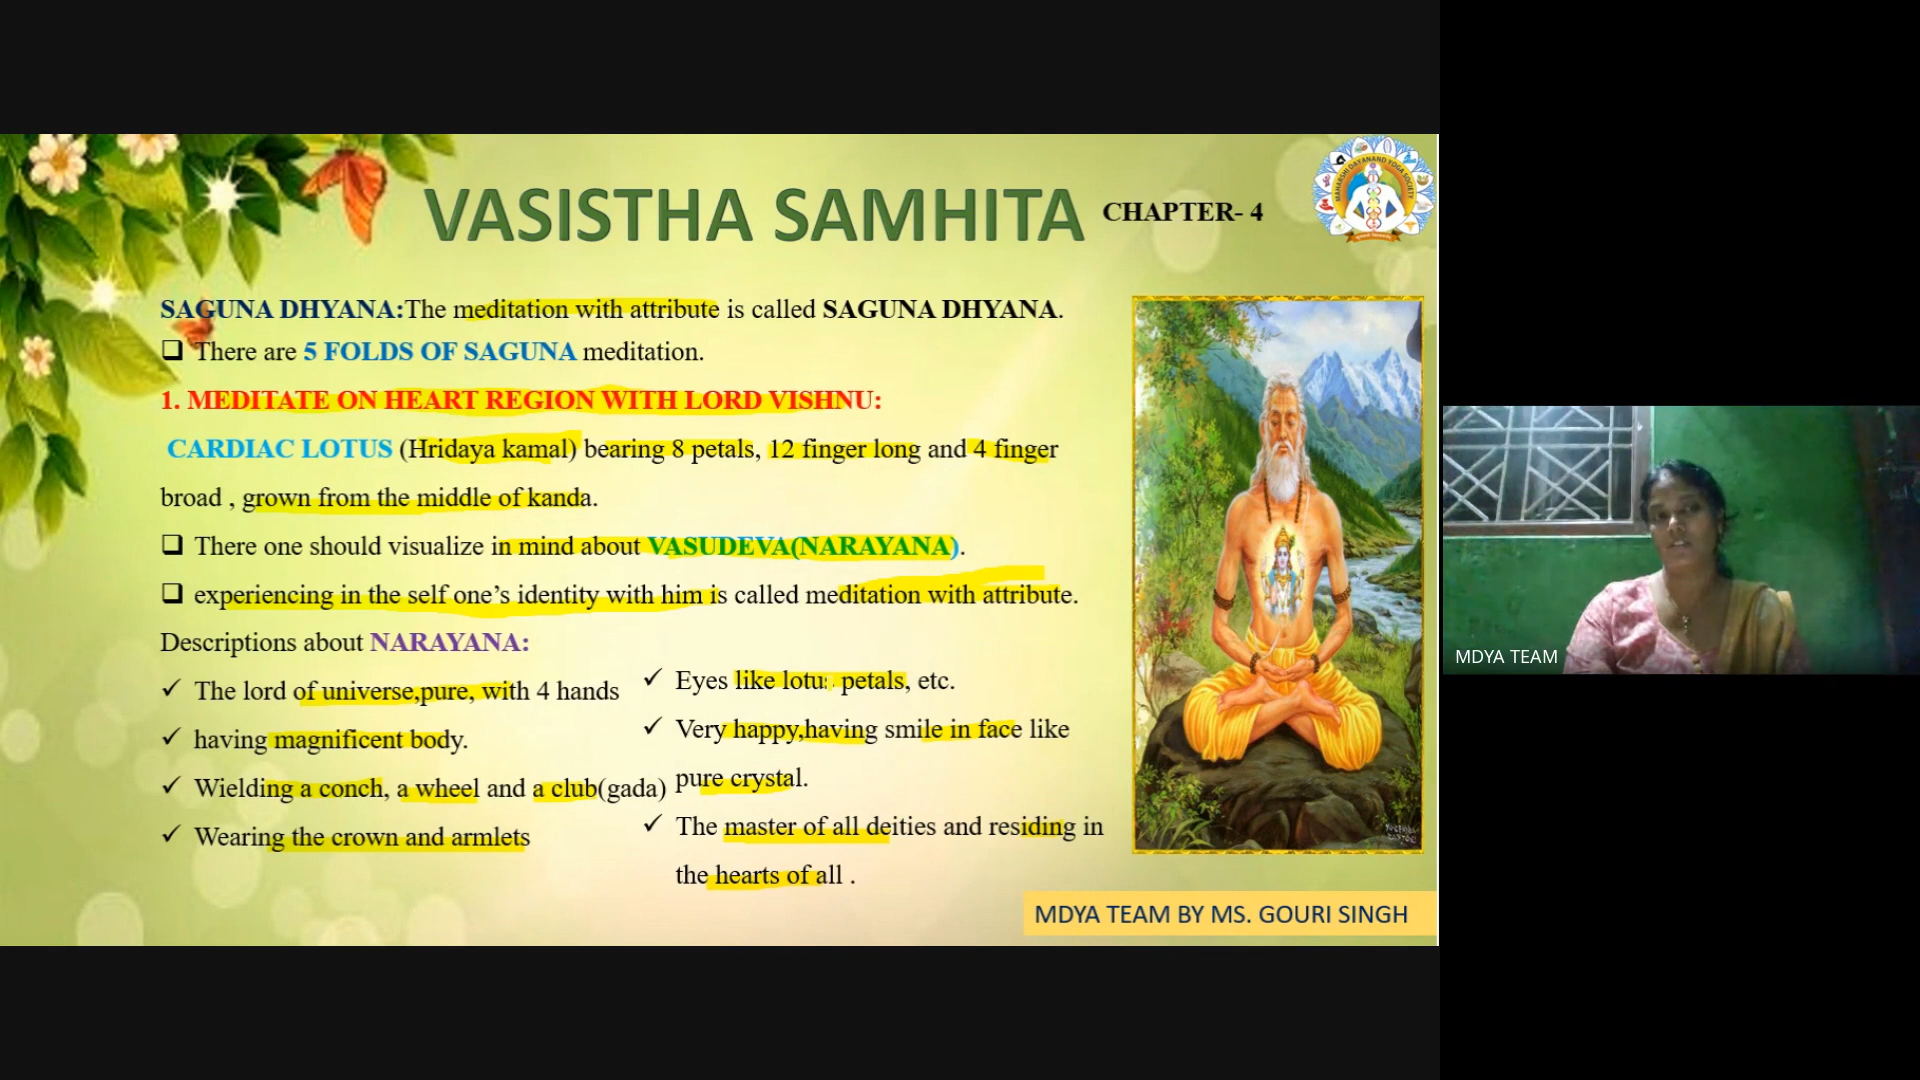 VASISTHA SAMHITA CHAPTER- 4
MAHARSHI DAYANAND YOGA SOCIETY
SAGUNA DHYANA:The meditation with attribute is called SAGUNA DHYANA.
There are 5 FOLDS OF SAGUNA meditation.
1. MEDITATE ON HEART REGION WITH LORD VISHNU:
CARDIAC LOTUS (Hridaya kamal) bearing 8 petals, 12 finger long and 4 finger
broad , grown from the middle of kanda.
There one should visualize in mind about VASUDEVA(NARAYANA).
experiencing in the self one’s identity with him is called meditation with attribute.
Descriptions about NARAYANA:
✓ The lord of universe,pure, with 4 hands
✓ having magnificent body.
✓ Wielding a conch, a wheel and a club(gada)
✓ Wearing the crown and armlets
✓ Eyes like lotus petals, etc.
✓ Very happy,having smile in face like
pure crystal.
✓ The master of all deities and residing in
the hearts of all .
MDYA TEAM BY MS. GOURI SINGH
MDYA TEAM